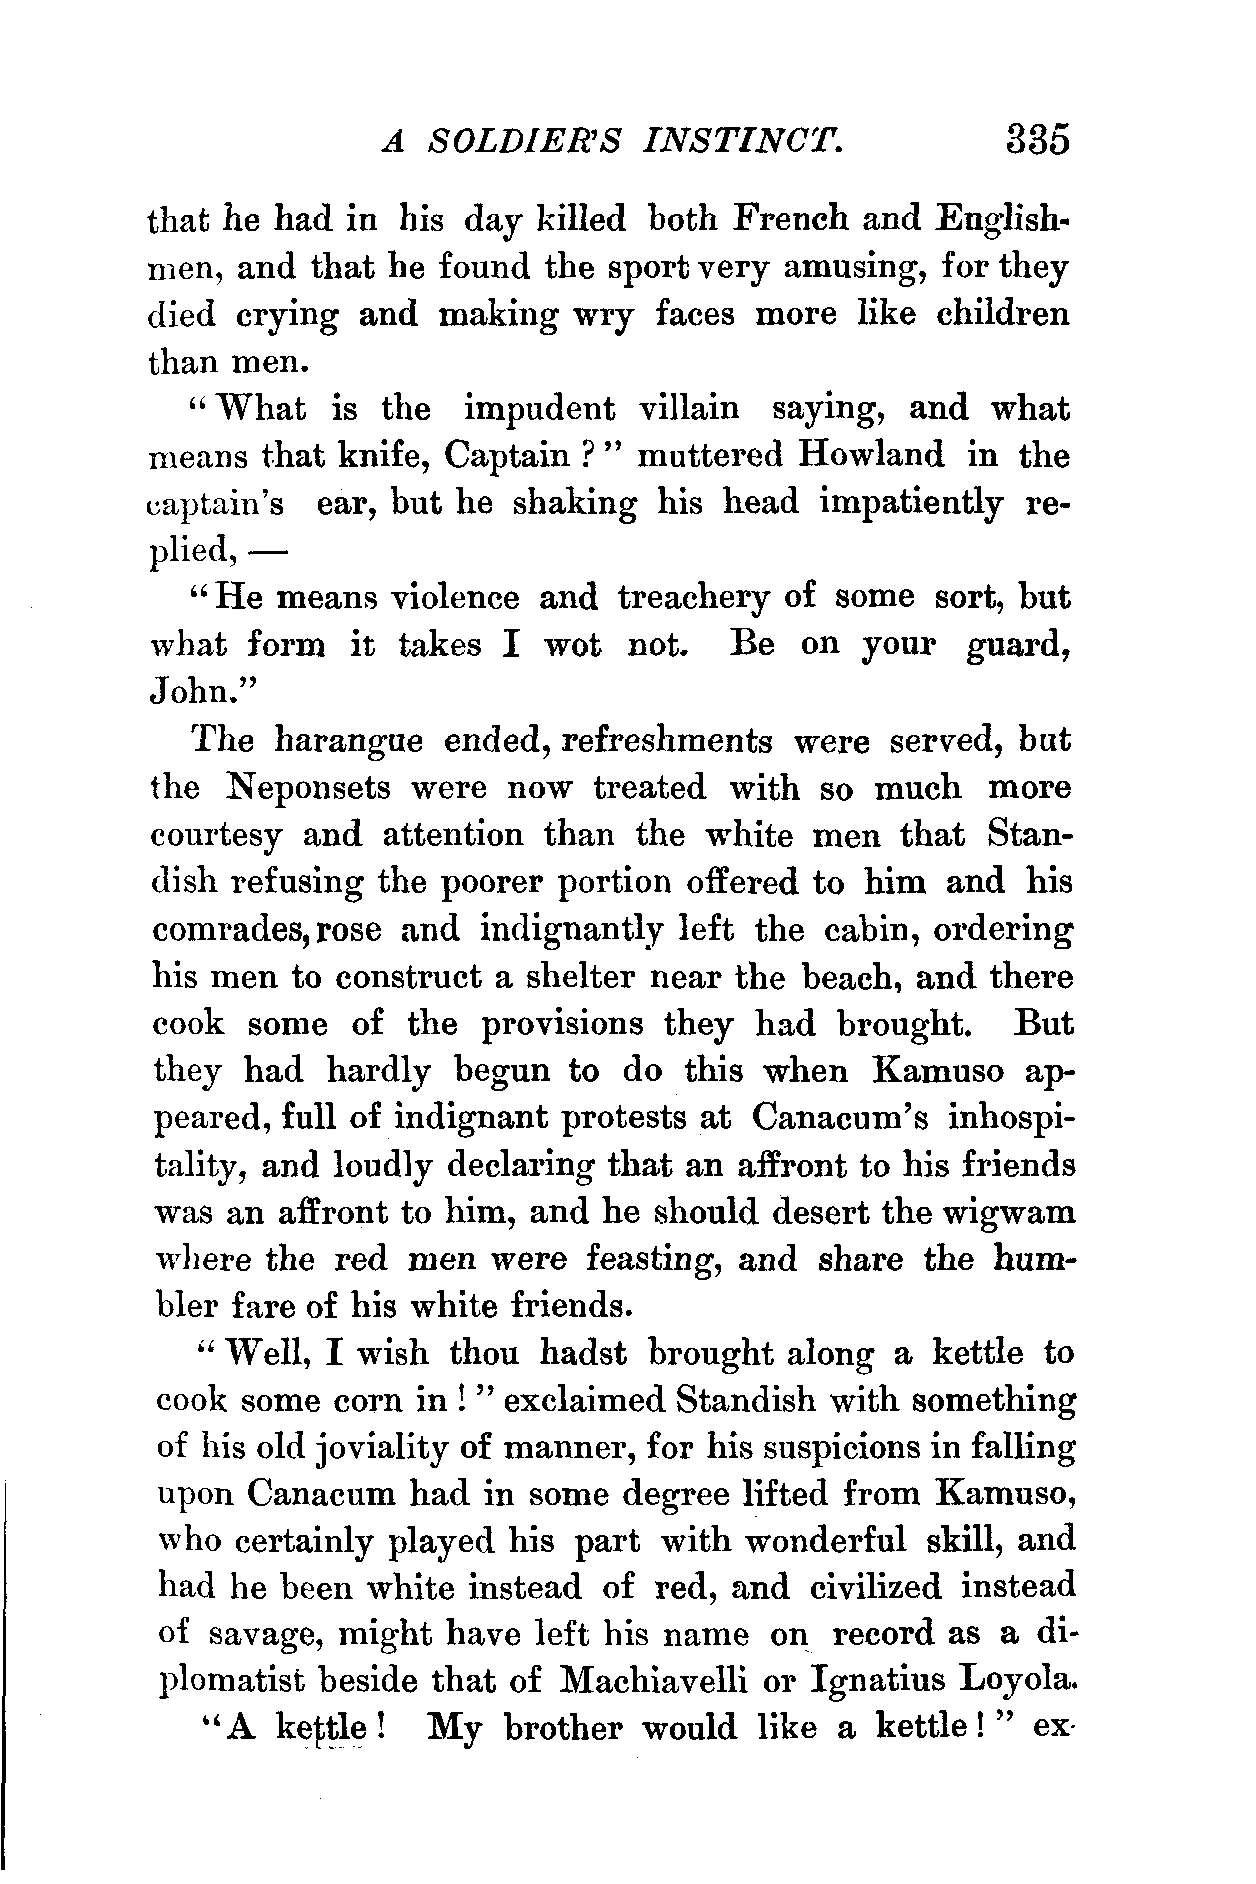 A SOLDIER'S INSTINCT. 335
that he had in his day killed both French and English-
men, and that he found the sport very amusing, for they
died crying and making wry faces more like children
than men.
"What is the impudent villain saying, and what
means that knife, Captain?" muttered Howland in the
captain's ear, but he shaking his head impatiently re-
plied, —
"He means violence and treachery of some sort, but
what form it takes I wot not. Be on your guard,
John."
The harangue ended, refreshments were served, but
the Neponsets were now treated with so much more
courtesy and attention than the white men that Stan-
dish refusing the poorer portion offered to him and his
comrades, rose and indignantly left the cabin, ordering
his men to construct a shelter near the beach, and there
cook some of the provisions they had brought. But
they had hardly begun to do this when Kamuso ap-
peared, full of indignant protests at Canacum's inhospi-
tality, and loudly declaring that an affront to his friends
was an affront to him, and he should desert the wigwam
where the red men were feasting, and share the hum-
bler fare of his white friends.
"Well, I wish thou hadst brought along a kettle to
cook some corn in!" exclaimed Standish with something
of his old joviality of manner, for his suspicions in falling
upon Canacum had in some degree lifted from Kamuso,
who certainly played his part with wonderful skill, and
had he been white instead of red, and civilized instead
of savage, might have left his name on record as a di-
plomatist beside that of Machiavelli or Ignatius Loyola.
"A kettle! My brother would like a kettle!" ex-